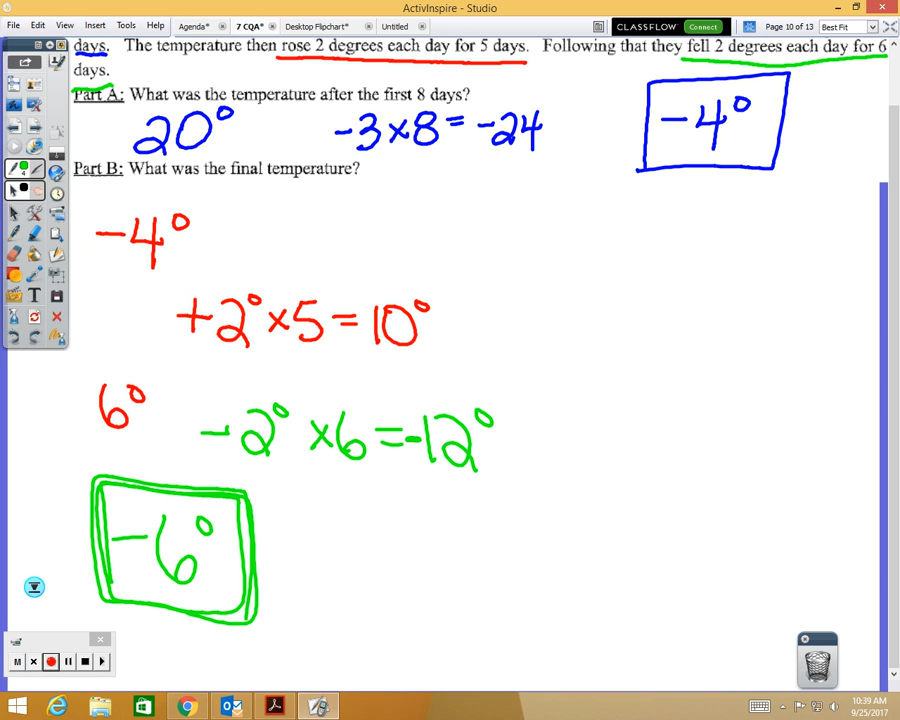 ActivInspire - Studio
File Edit View Insert Tools Help Agenda* 7 CQA* Desktop Flipchart* Untitled CLASSFLOW Connect Page 10 of 13 Best Fit
days. The temperature then rose 2 degrees each day for 5 days. Following that they fell 2 degrees each day for 6
days.
Part A: What was the temperature after the first 8 days?
20° -3 x 8 = -24 -4°
Part B: What was the final temperature?
-4°
+2° x 5 = 10°
6° -2° x 6 = -12°
-6°
4
T
M
10:39 AM
9/25/2017